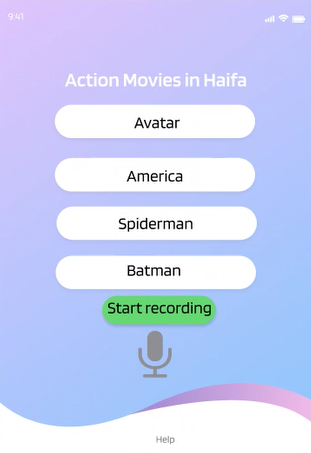 9:41
Action Movies in Haifa
Avatar
America
Spiderman
Batman
Start recording
Help